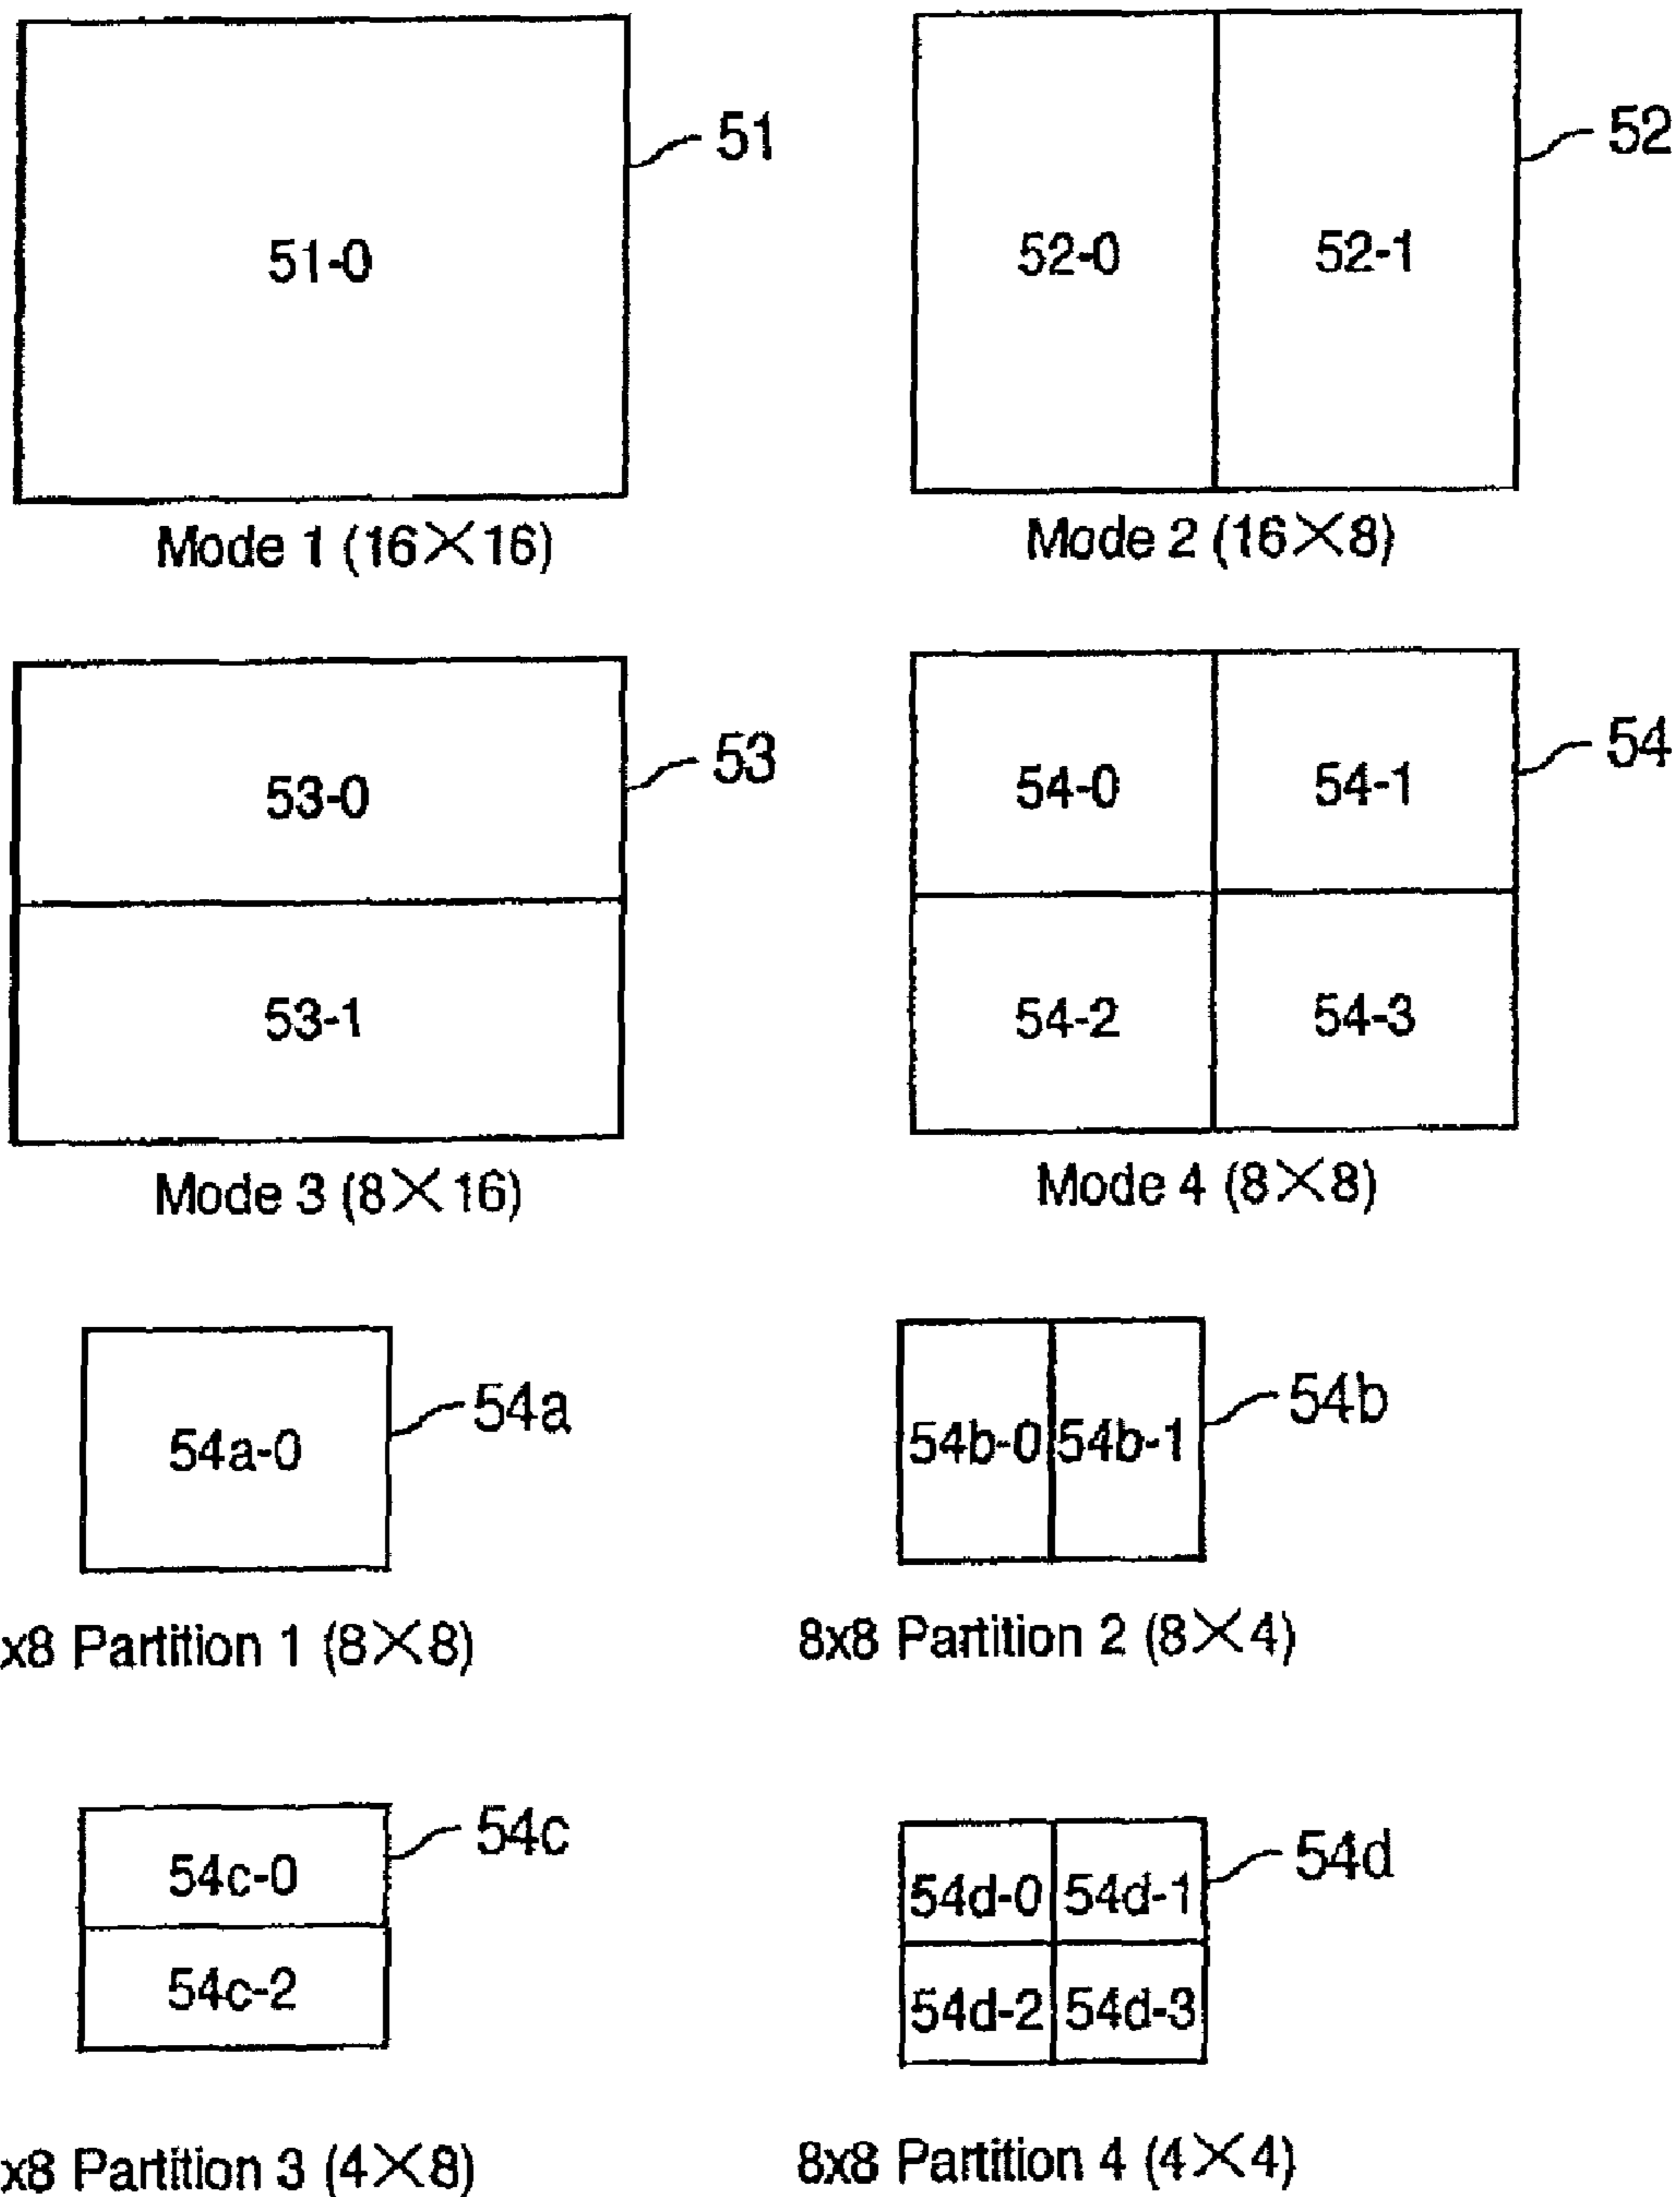 51
51-0
Mode 1 (16×16)
52
52-0 52-1
Mode 2 (16×8)
53
53-0
53-1
Mode 3 (8×16)
54
54-0 54-1
54-2 54-3
Mode 4 (8×8)
54a
54a-0
x8 Partition 1 (8×8)
54b
54b-0 54b-1
8x8 Partition 2 (8×4)
54c
54c-0
54c-2
x8 Partition 3 (4×8)
54d
54d-0 54d-1
54d-2 54d-3
8x8 Partition 4 (4×4)